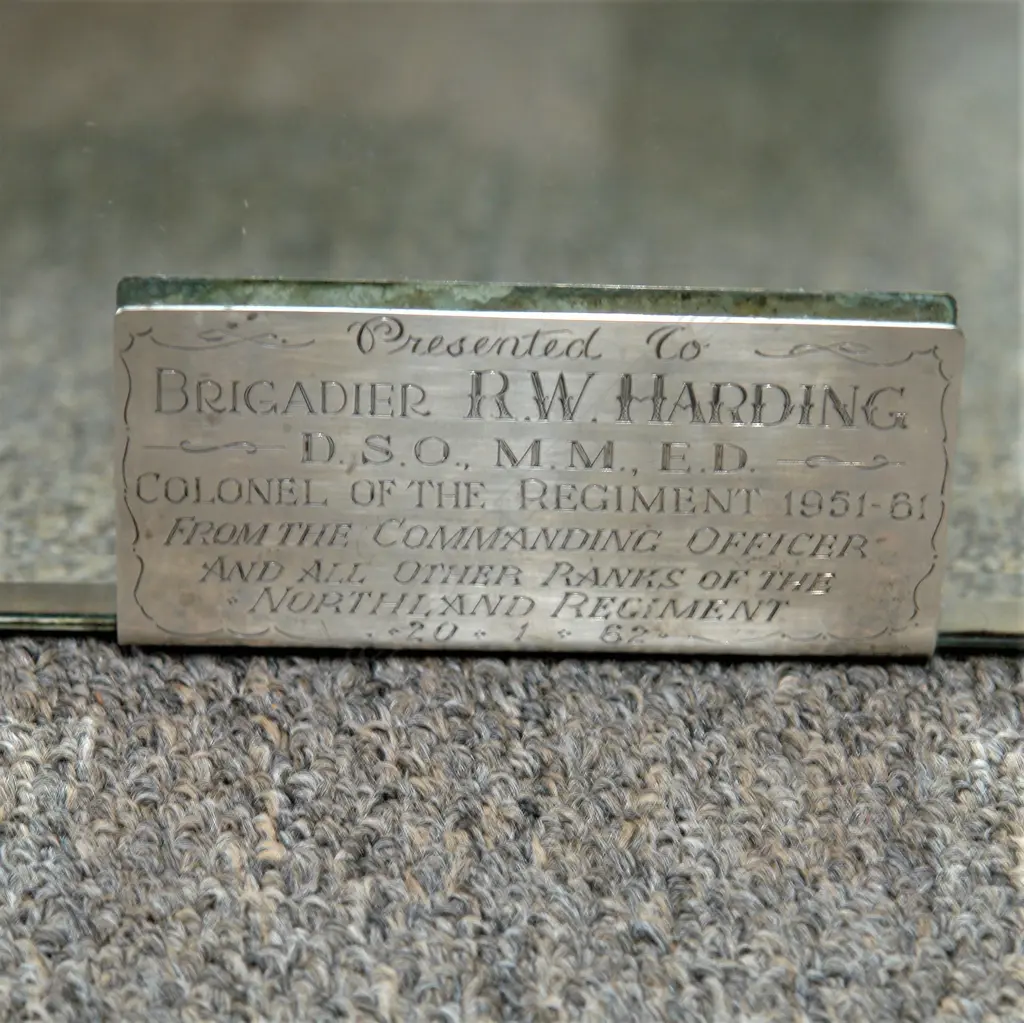 Presented To
BRIGADIER R.W. HARDING
D.S.O., M.M., E.D.
COLONEL OF THE REGIMENT 1951-61
FROM THE COMMANDING OFFICER
AND ALL OTHER RANKS OF THE
NORTHLAND REGIMENT
20 · 1 · 62